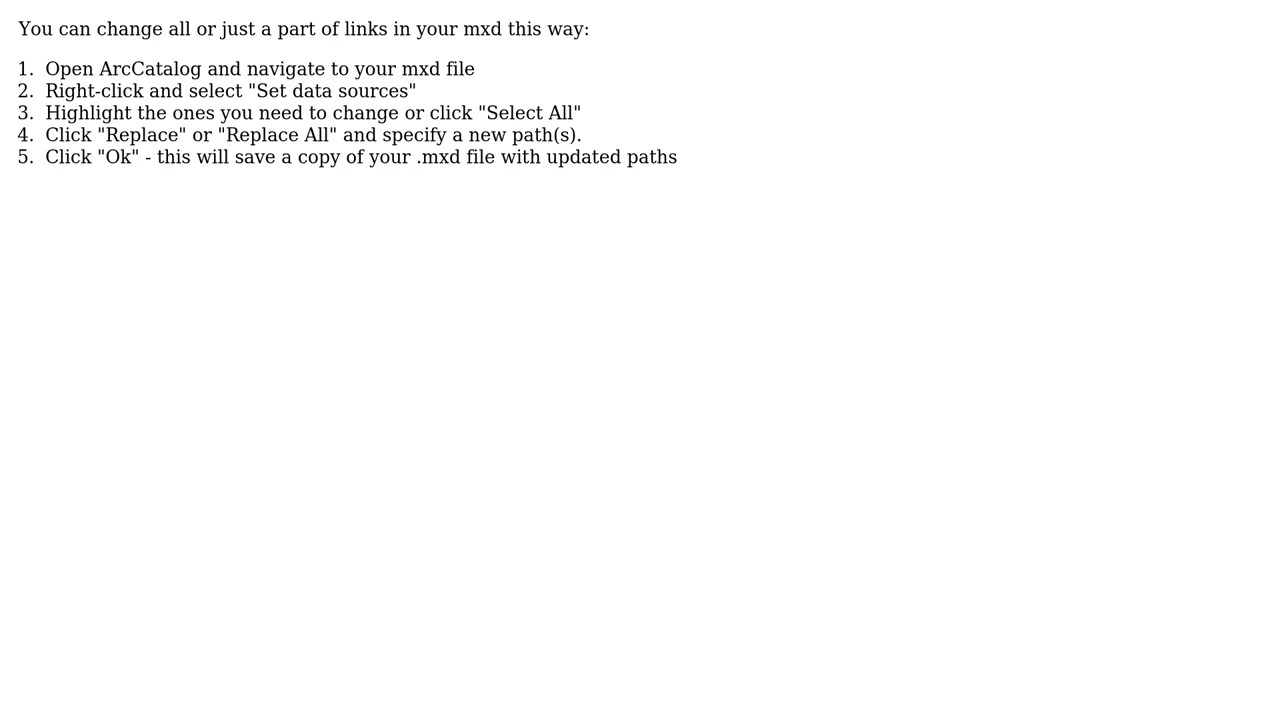 You can change all or just a part of links in your mxd this way:
1. Open ArcCatalog and navigate to your mxd file
2. Right-click and select "Set data sources"
3. Highlight the ones you need to change or click "Select All"
4. Click "Replace" or "Replace All" and specify a new path(s).
5. Click "Ok" - this will save a copy of your .mxd file with updated paths